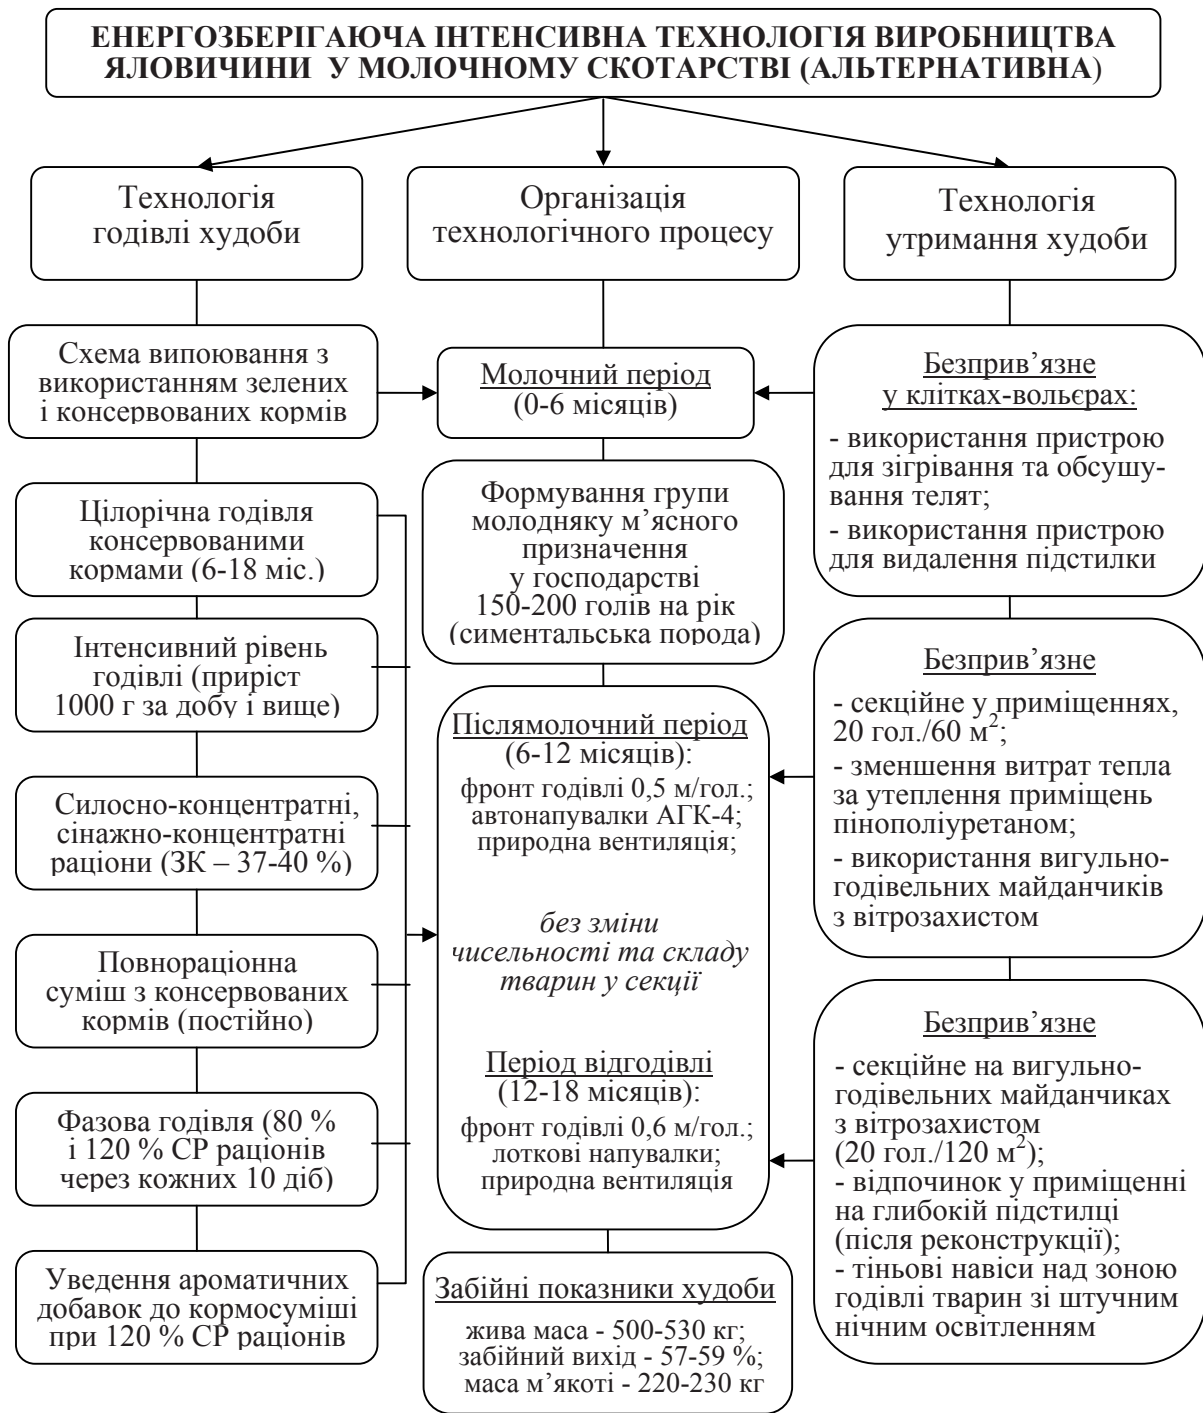 ЕНЕРГОЗБЕРІГАЮЧА ІНТЕНСИВНА ТЕХНОЛОГІЯ ВИРОБНИЦТВА
ЯЛОВИЧИНИ У МОЛОЧНОМУ СКОТАРСТВІ (АЛЬТЕРНАТИВНА)
Технологія
годівлі худоби
Схема випоювання з
використанням зелених
і консервованих кормів
Цілорічна годівля
консервованими
кормами (6-18 міс.)
Інтенсивний рівень
годівлі (приріст
1000 г за добу і вище)
Силосно-концентратні,
сінажно-концентратні
раціони (ЗК – 37-40 %)
Повнораціонна
суміш з консервованих
кормів (постійно)
Фазова годівля (80 %
і 120 % СР раціонів
через кожних 10 діб)
Уведення ароматичних
добавок до кормосуміші
при 120 % СР раціонів
Організація
технологічного процесу
Молочний період
(0-6 місяців)
Формування групи
молодняку м’ясного
призначення
у господарстві
150-200 голів на рік
(симентальська порода)
Післямолочний період
(6-12 місяців):
фронт годівлі 0,5 м/гол.;
автонапувалки АГК-4;
природна вентиляція;
без зміни
чисельності та складу
тварин у секції
Період відгодівлі
(12-18 місяців):
фронт годівлі 0,6 м/гол.;
лоткові напувалки;
природна вентиляція
Забійні показники худоби
жива маса - 500-530 кг;
забійний вихід - 57-59 %;
маса м’якоті - 220-230 кг
Технологія
утримання худоби
Безприв’язне
у клітках-вольєрах:
- використання пристрою
для зігрівання та обсушу-
вання телят;
- використання пристрою
для видалення підстилки
Безприв’язне
- секційне у приміщеннях,
20 гол./60 м²;
- зменшення витрат тепла
за утеплення приміщень
пінополіуретаном;
- використання вигульно-
годівельних майданчиків
з вітрозахистом
Безприв’язне
- секційне на вигульно-
годівельних майданчиках
з вітрозахистом
(20 гол./120 м²);
- відпочинок у приміщенні
на глибокій підстилці
(після реконструкції);
- тіньові навіси над зоною
годівлі тварин зі штучним
нічним освітленням